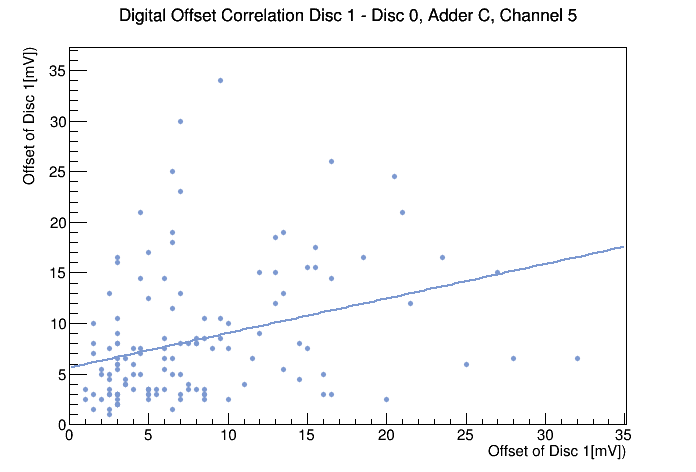 Digital Offset Correlation Disc 1 - Disc 0, Adder C, Channel 5
Offset of Disc 1[mV])
35
30
25
20
15
10
5
0
0 5 10 15 20 25 30 35
Offset of Disc 1[mV])